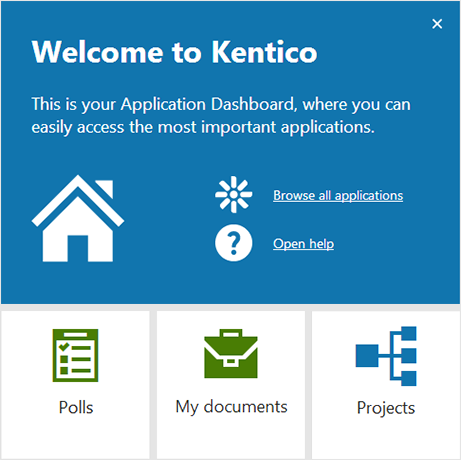 Welcome to Kentico
This is your Application Dashboard, where you can
easily access the most important applications.
Browse all applications
Open help
Polls
My documents
Projects